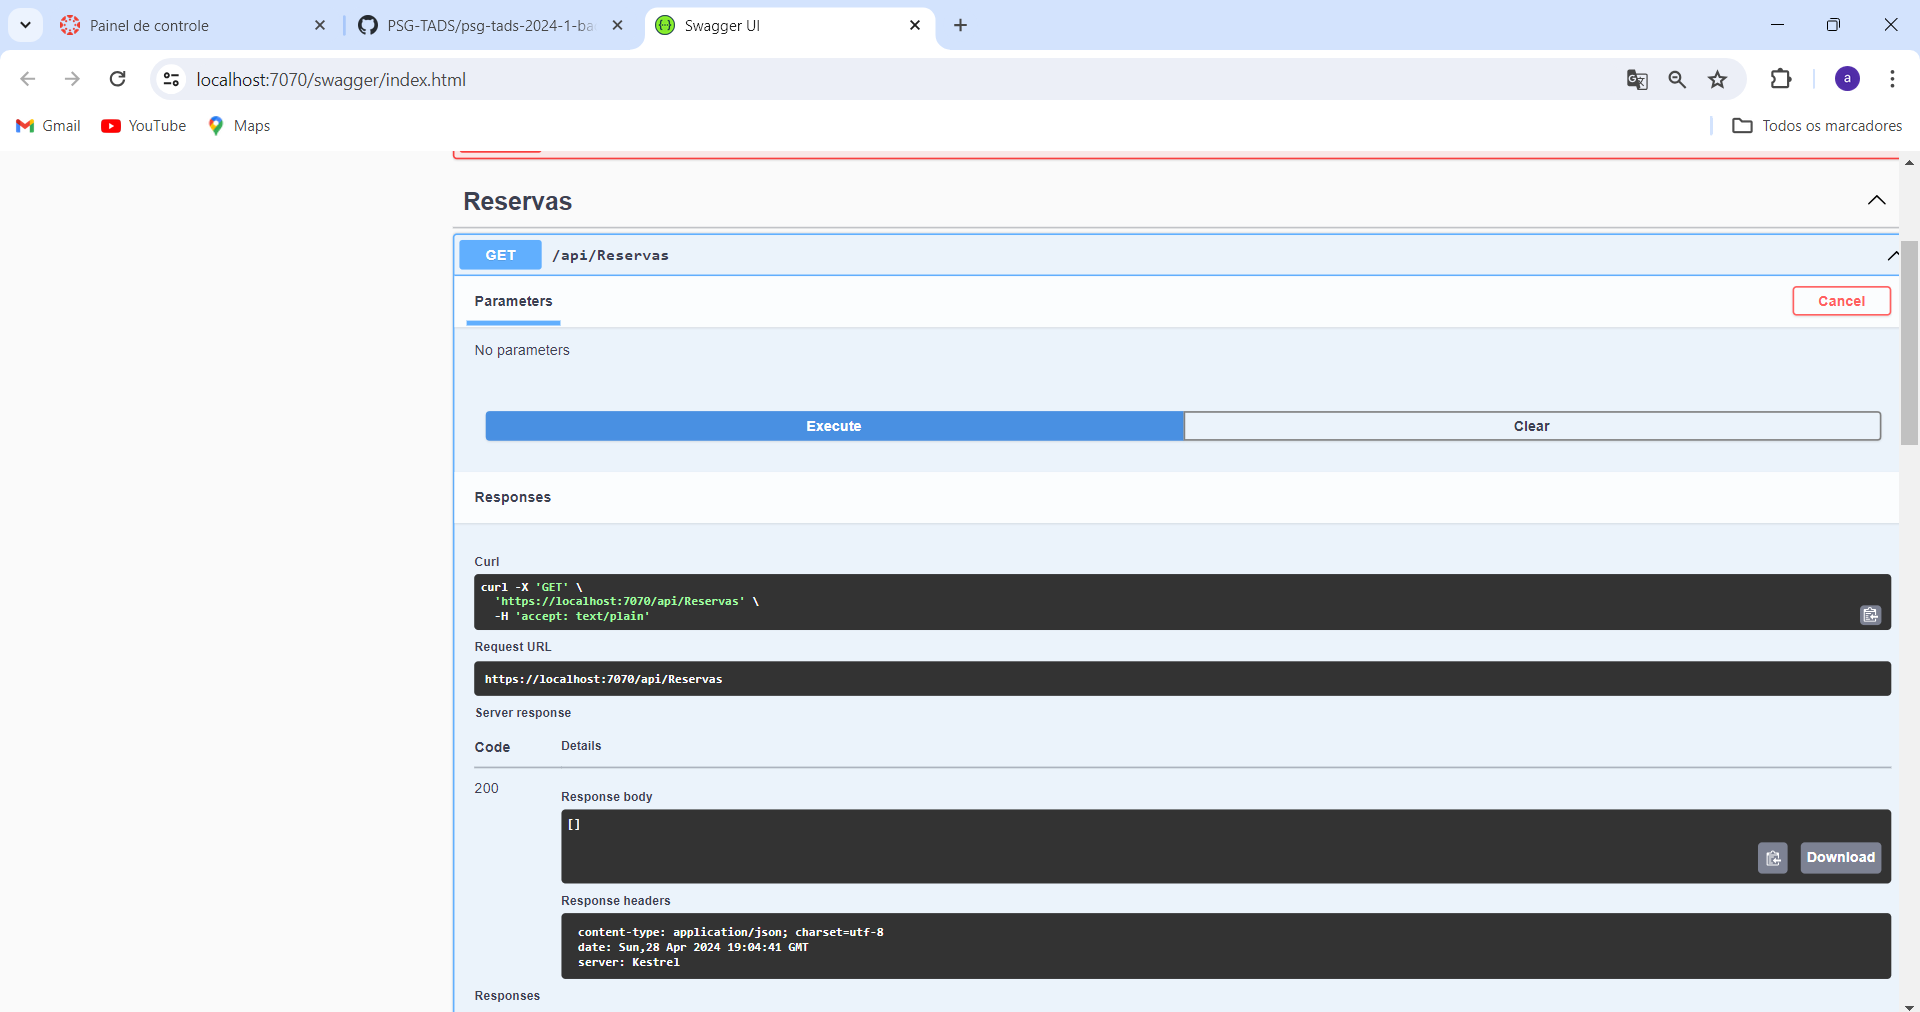 Painel de controle
PSG-TADS/psg-tads-2024-1-ba
Swagger UI
localhost:7070/swagger/index.html
a
Gmail
YouTube
Maps
Todos os marcadores
Reservas
GET
/api/Reservas
Parameters
Cancel
No parameters
Execute
Clear
Responses
Curl
curl -X 'GET' \
'https://localhost:7070/api/Reservas' \
-H 'accept: text/plain'
Request URL
https://localhost:7070/api/Reservas
Server response
Code
Details
200
Response body
[]
Download
Response headers
content-type: application/json; charset=utf-8
date: Sun,28 Apr 2024 19:04:41 GMT
server: Kestrel
Responses